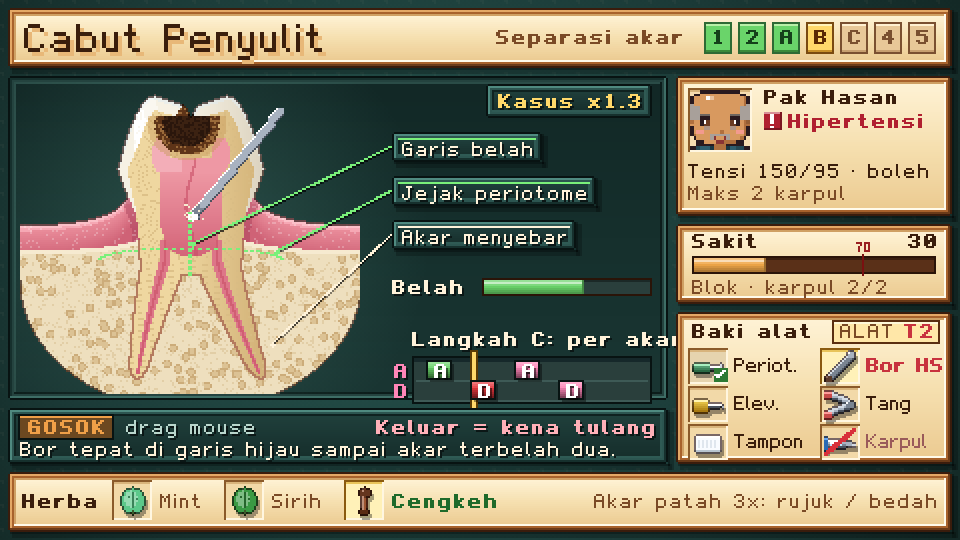 Cabut Penyulit
Separasi akar
1 2 A B C 4 5
Kasus x1.3
Garis belah
Jejak periotome
Akar menyebar
Belah
Langkah C: per akar
A A A
D D D
GOSOK drag mouse Keluar = kena tulang
Bor tepat di garis hijau sampai akar terbelah dua.
Pak Hasan
! Hipertensi
Tensi 150/95 · boleh
Maks 2 karpul
Sakit 70 30
Blok · karpul 2/2
Baki alat ALAT T2
Periot. Bor HS
Elev. Tang
Tampon Karpul
Herba Mint Sirih Cengkeh Akar patah 3x: rujuk / bedah